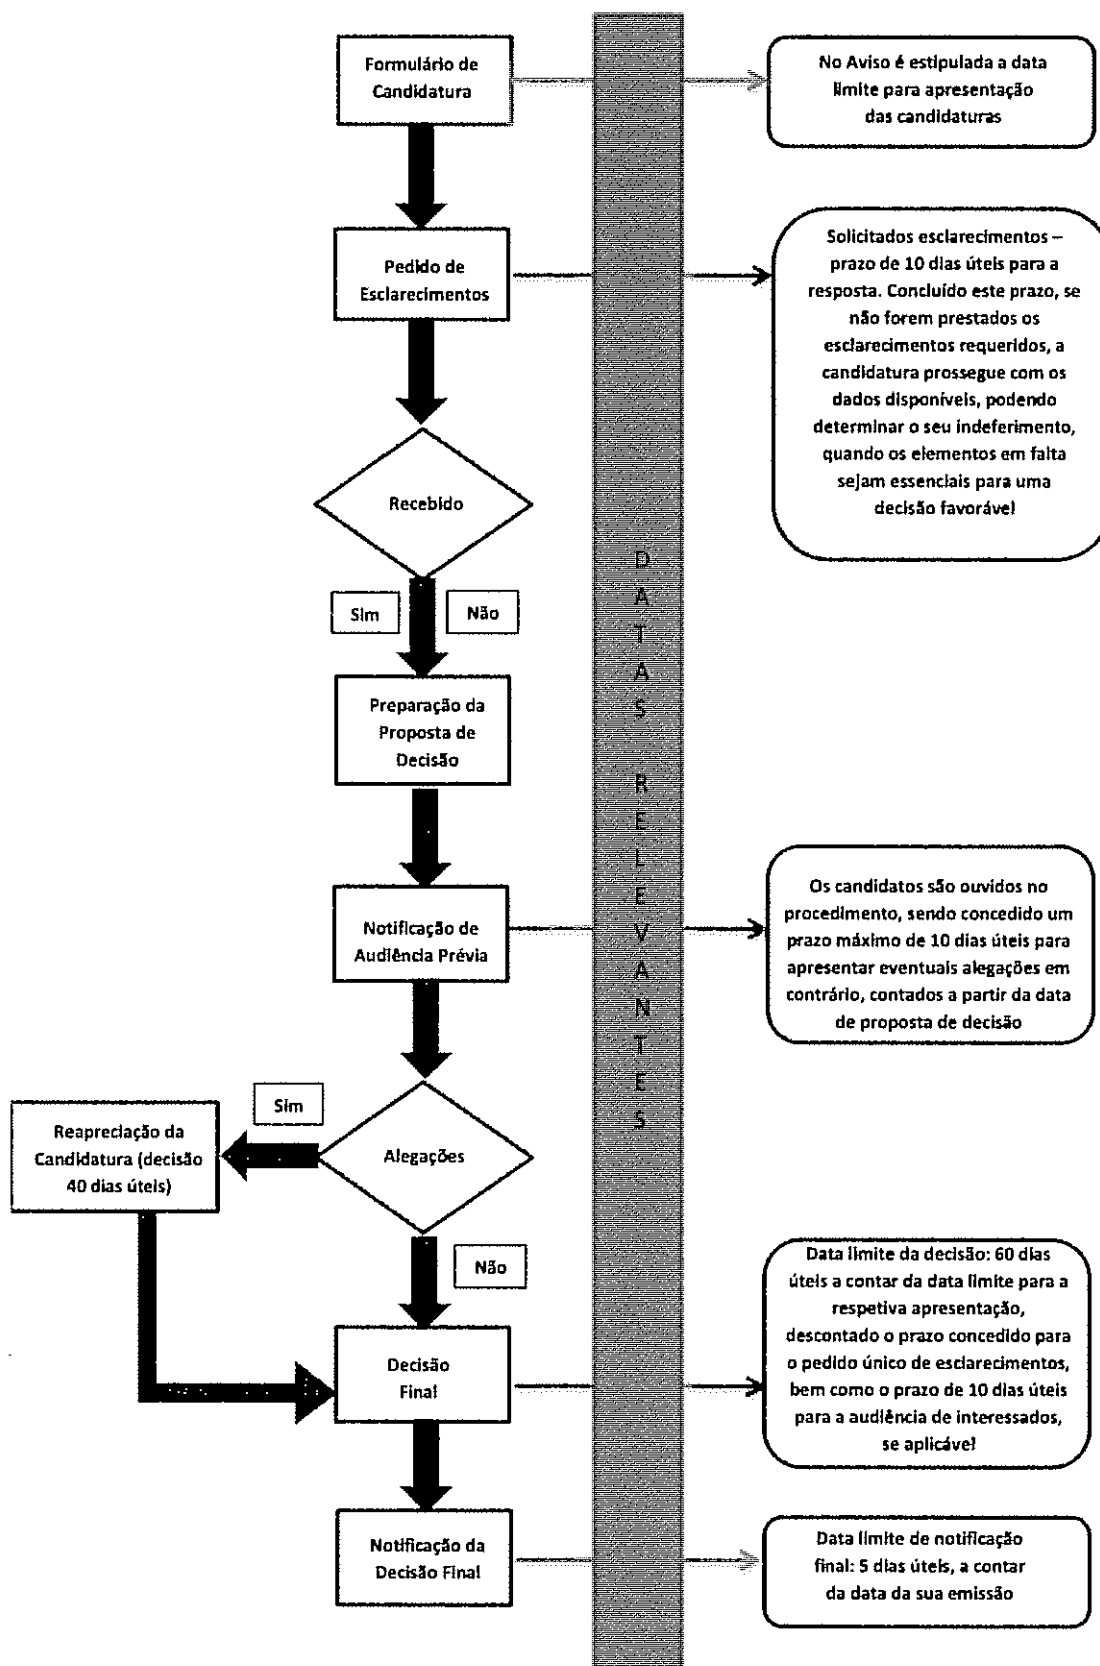 Formulário de
Candidatura
No Aviso é estipulada a data
limite para apresentação
das candidaturas
Pedido de
Esclarecimentos
Solicitados esclarecimentos –
prazo de 10 dias úteis para a
resposta. Concluído este prazo, se
não forem prestados os
esclarecimentos requeridos, a
candidatura prossegue com os
dados disponíveis, podendo
determinar o seu indeferimento,
quando os elementos em falta
sejam essenciais para uma
decisão favorável
Recebido
Sim
Não
Preparação da
Proposta de
Decisão
DATAS RELEVANTES
Notificação de
Audiência Prévia
Os candidatos são ouvidos no
procedimento, sendo concedido um
prazo máximo de 10 dias úteis para
apresentar eventuais alegações em
contrário, contados a partir da data
de proposta de decisão
Sim
Reapreciação da
Candidatura (decisão
40 dias úteis)
Alegações
Não
Data limite da decisão: 60 dias
úteis a contar da data limite para a
respetiva apresentação,
descontado o prazo concedido para
o pedido único de esclarecimentos,
bem como o prazo de 10 dias úteis
para a audiência de interessados,
se aplicável
Decisão
Final
Notificação da
Decisão Final
Data limite de notificação
final: 5 dias úteis, a contar
da data da sua emissão